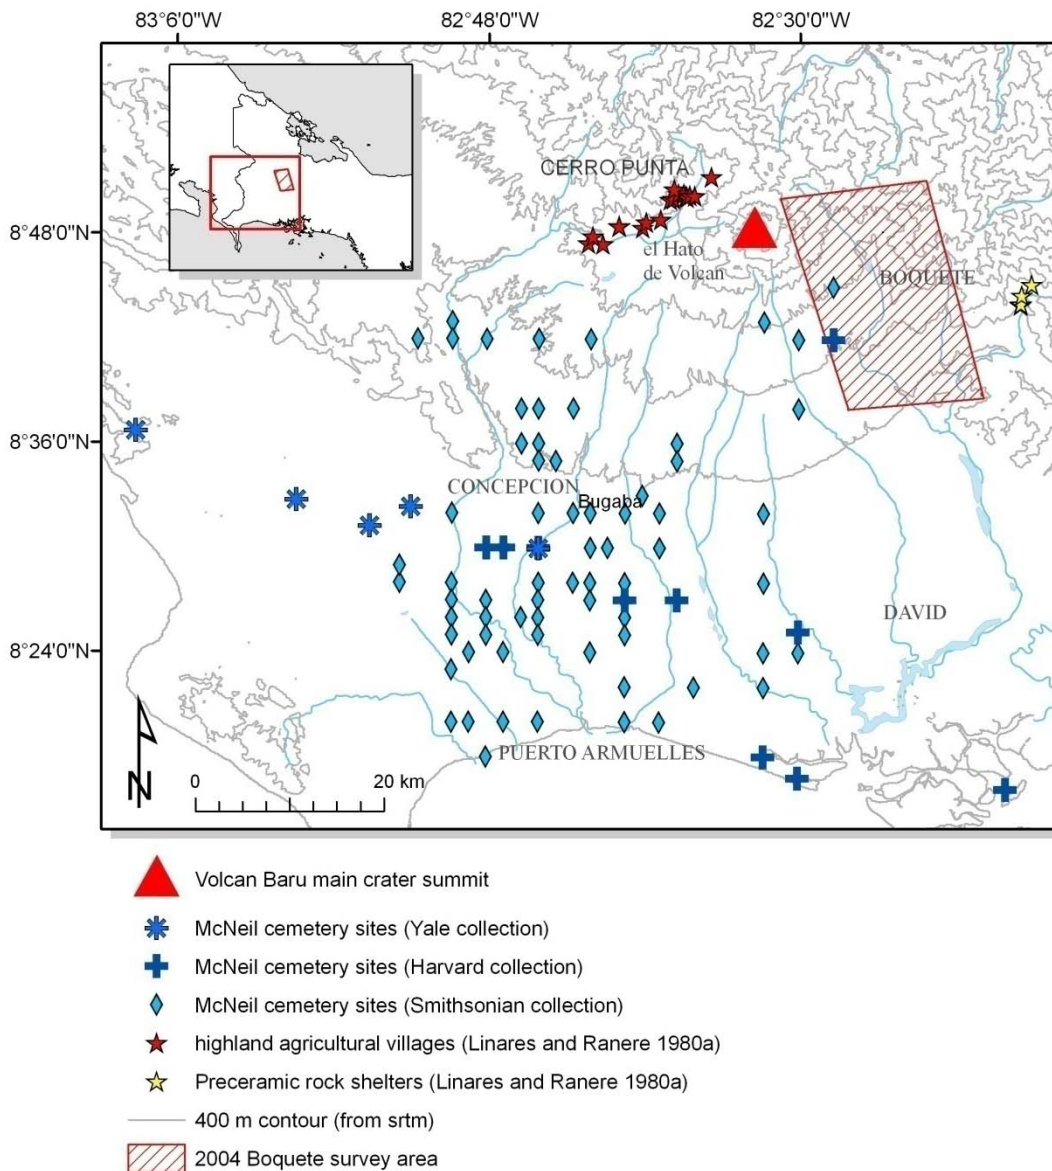 83°6'0"W
82°48'0"W
82°30'0"W
CERRO PUNTA
8°48'0"N
el Hato
de Volcan
BOQUETE
8°36'0"N
CONCEPCION
Bugaba
DAVID
8°24'0"N
PUERTO ARMUELLES
N
0
20 km
Volcan Baru main crater summit
McNeil cemetery sites (Yale collection)
McNeil cemetery sites (Harvard collection)
McNeil cemetery sites (Smithsonian collection)
highland agricultural villages (Linares and Ranere 1980a)
Preceramic rock shelters (Linares and Ranere 1980a)
400 m contour (from srtm)
2004 Boquete survey area